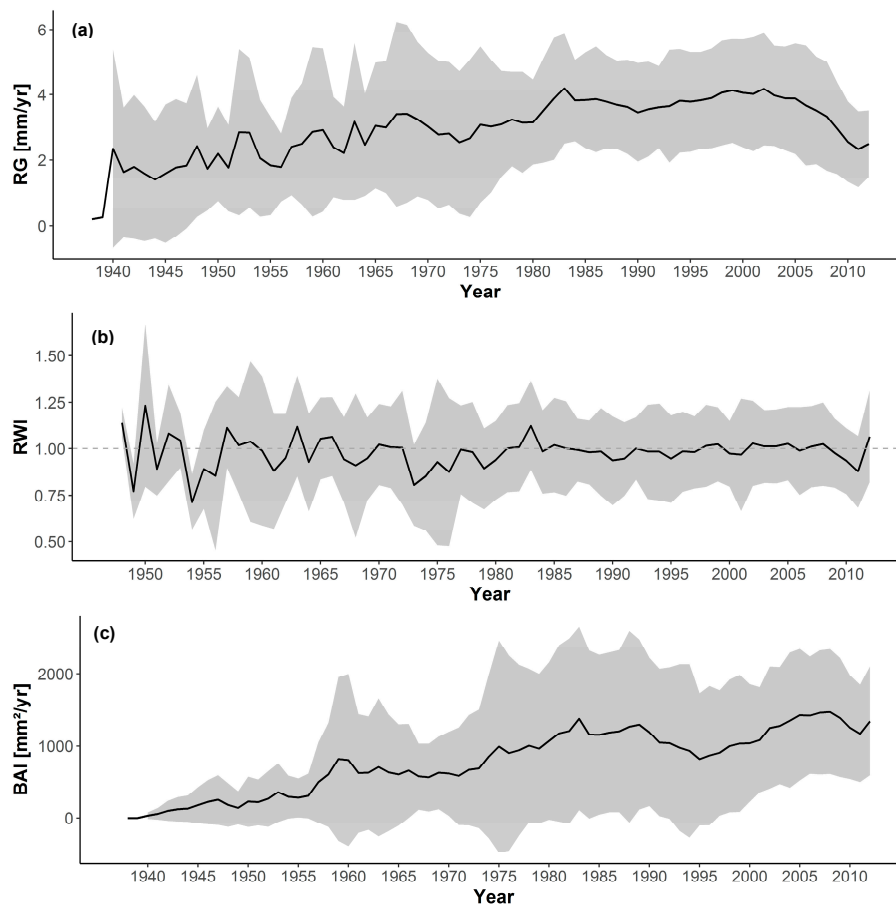 (a)
RG [mm/yr]
6
4
2
0
1940 1945 1950 1955 1960 1965 1970 1975 1980 1985 1990 1995 2000 2005 2010
Year
(b)
RWI
1.50
1.25
1.00
0.75
0.50
1950 1955 1960 1965 1970 1975 1980 1985 1990 1995 2000 2005 2010
Year
(c)
BAI [mm²/yr]
2000
1000
0
1940 1945 1950 1955 1960 1965 1970 1975 1980 1985 1990 1995 2000 2005 2010
Year